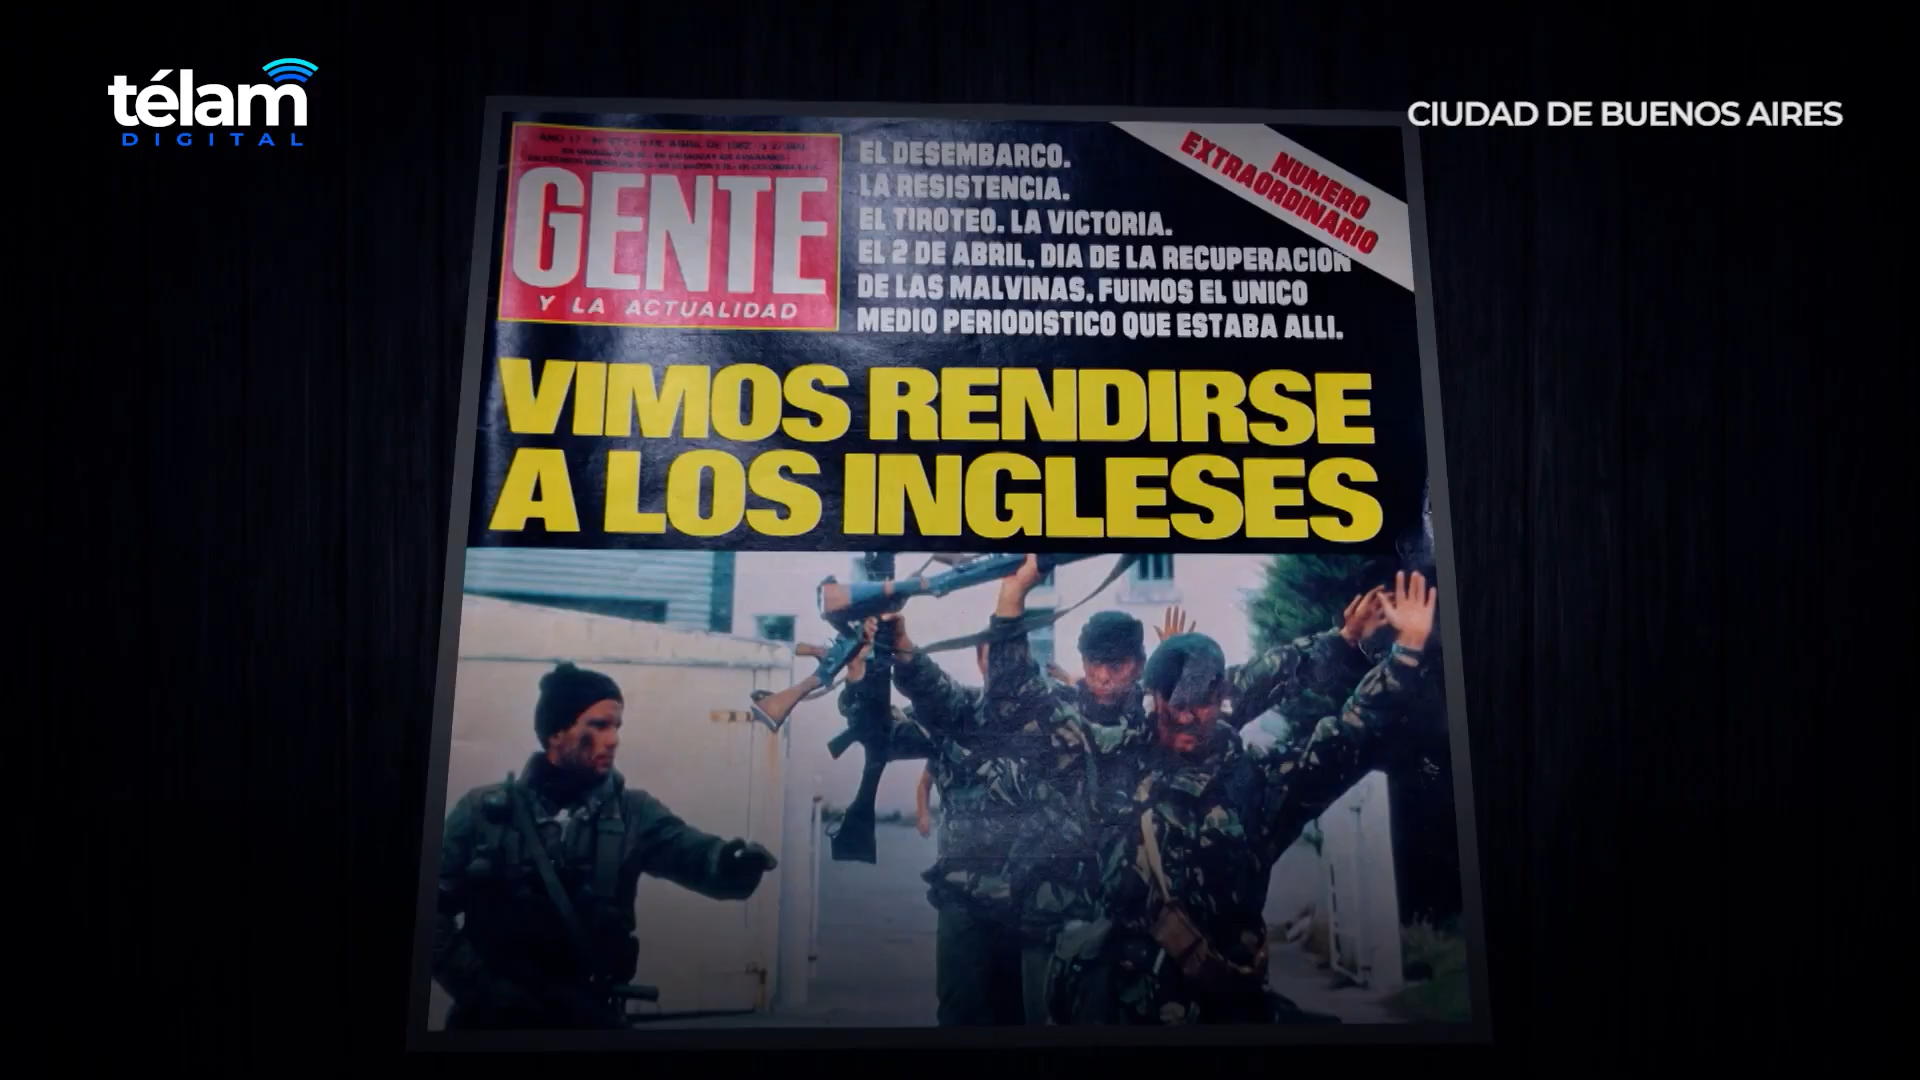 télam
DIGITAL
CIUDAD DE BUENOS AIRES
GENTE
Y LA ACTUALIDAD
EL DESEMBARCO.
LA RESISTENCIA.
EL TIROTEO. LA VICTORIA.
EL 2 DE ABRIL, DIA DE LA RECUPERACION
DE LAS MALVINAS, FUIMOS EL UNICO
MEDIO PERIODISTICO QUE ESTABA ALLI.
NUMERO
EXTRAORDINARIO
VIMOS RENDIRSE
A LOS INGLESES